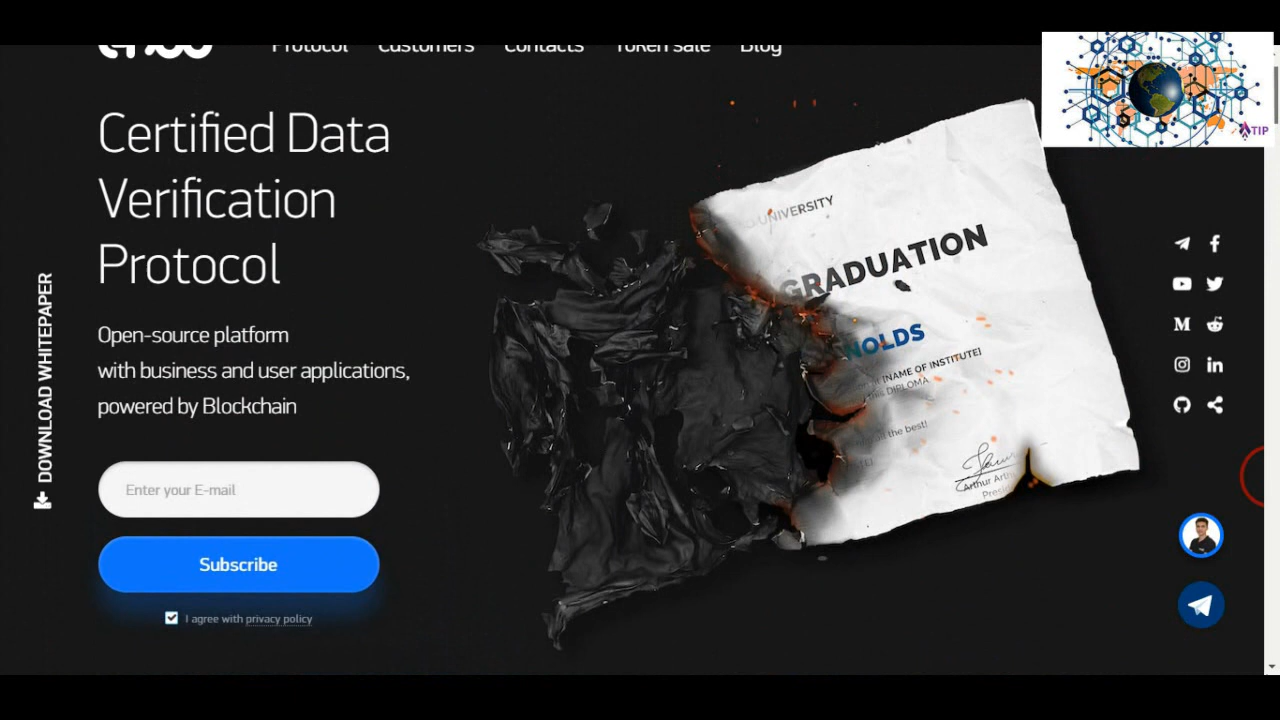 Protocol Customers Contacts Token sale Blog
TIP
Certified Data
Verification
Protocol
Open-source platform
with business and user applications,
powered by Blockchain
Enter your E-mail
Subscribe
I agree with privacy policy
DOWNLOAD WHITEPAPER
UNIVERSITY
GRADUATION
NOLDS
[NAME OF INSTITUTE]
DIPLOMA
the best!
Arthur